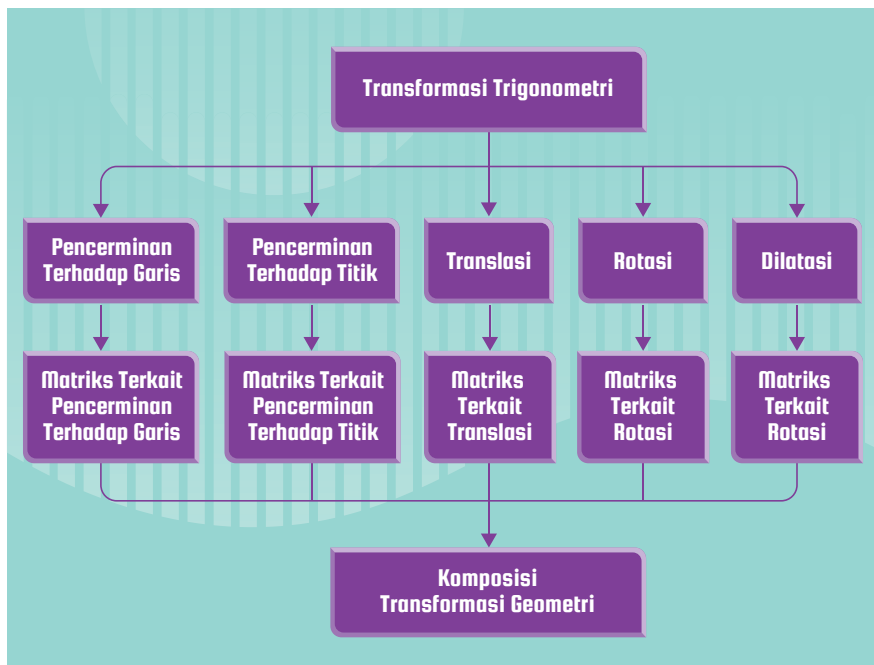 Transformasi Trigonometri
Pencerminan
Terhadap Garis
Pencerminan
Terhadap Titik
Translasi
Rotasi
Dilatasi
Matriks Terkait
Pencerminan
Terhadap Garis
Matriks Terkait
Pencerminan
Terhadap Titik
Matriks
Terkait
Translasi
Matriks
Terkait
Rotasi
Matriks
Terkait
Rotasi
Komposisi
Transformasi Geometri